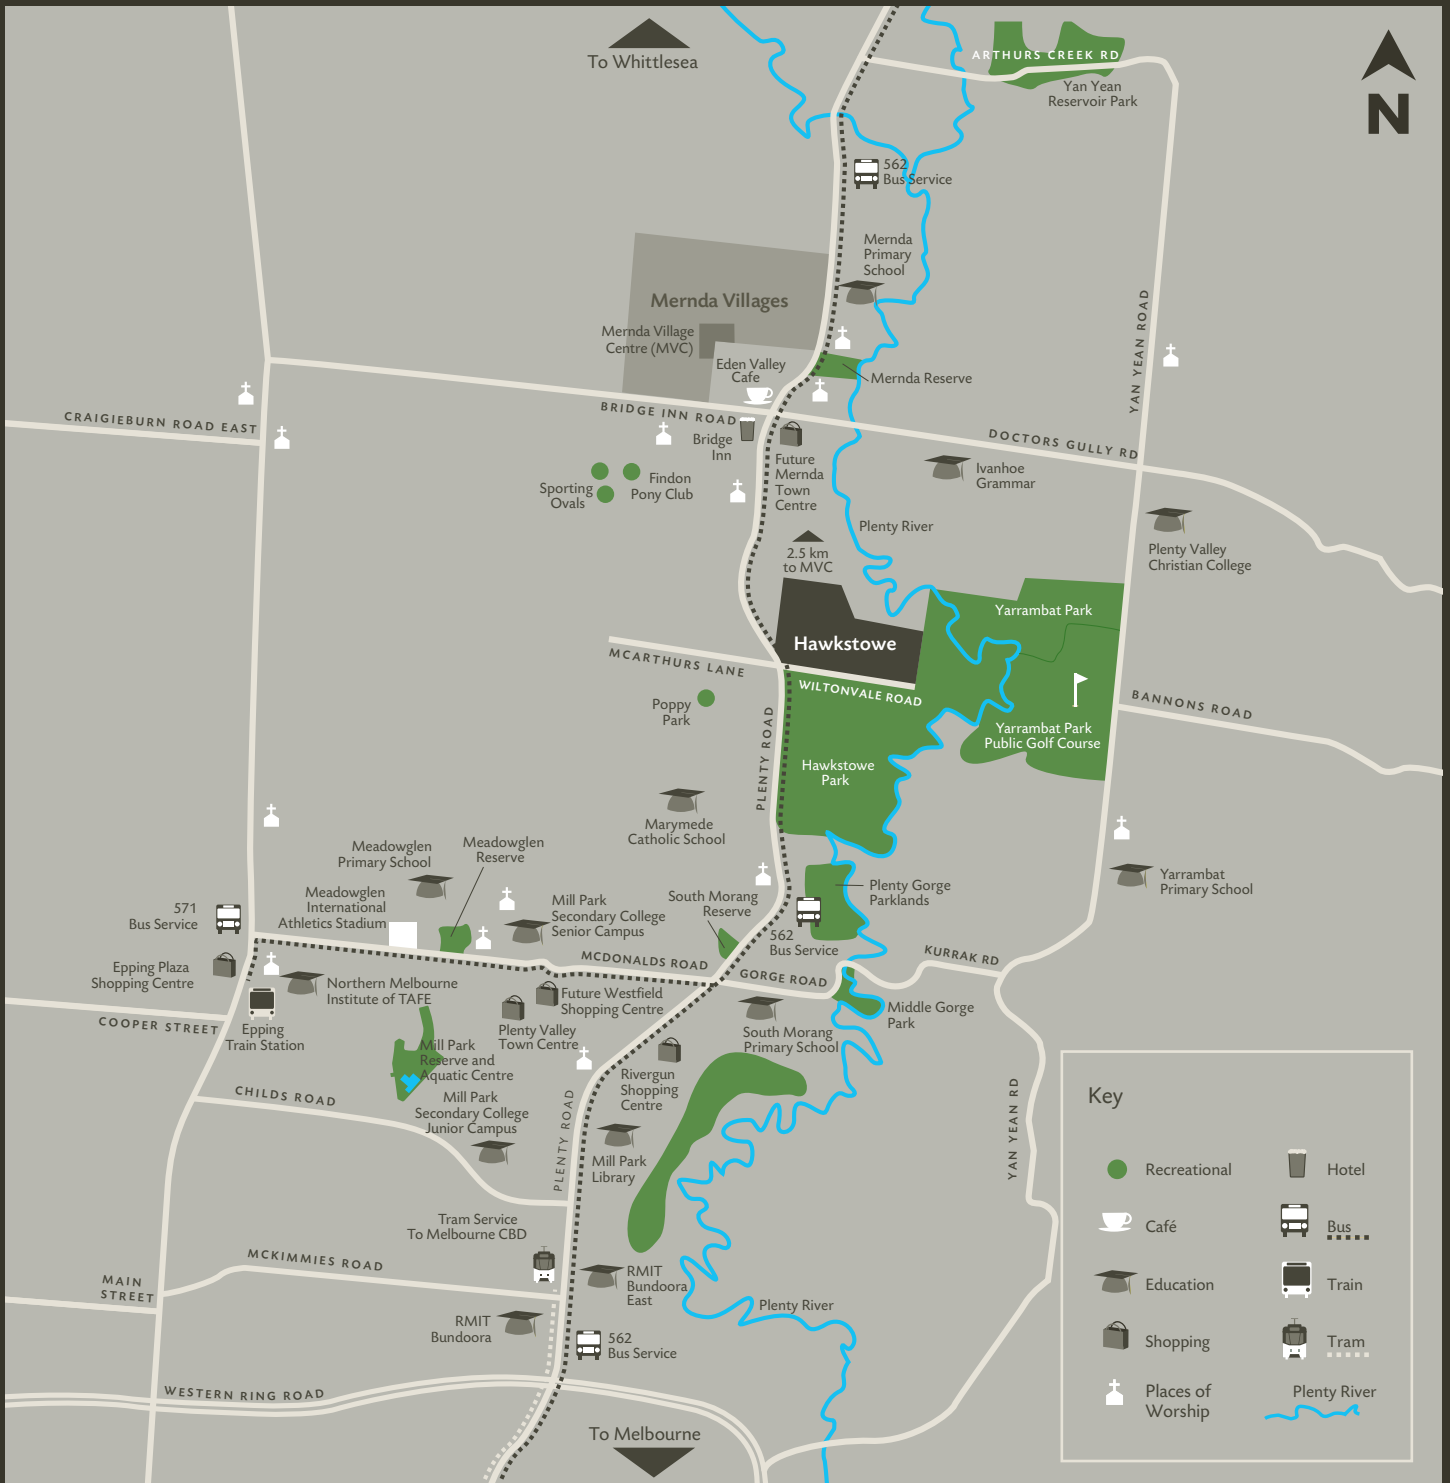 To Whittlesea
ARTHURS CREEK RD
Yan Yean
Reservoir Park
N
562
Bus Service
Mernda
Primary
School
Mernda Villages
Mernda Village
Centre (MVC)
Eden Valley
Cafe
Mernda Reserve
YAN YEAN ROAD
CRAIGIEBURN ROAD EAST
BRIDGE INN ROAD
Bridge
Inn
DOCTORS GULLY RD
Future
Mernda
Town
Centre
Ivanhoe
Grammar
Sporting
Ovals
Findon
Pony Club
Plenty River
Plenty Valley
Christian College
2.5 km
to MVC
Hawkstowe
Yarrambat Park
MCARTHURS LANE
WILTONVALE ROAD
BANNONS ROAD
Poppy
Park
PLENTY ROAD
Yarrambat Park
Public Golf Course
Hawkstowe
Park
Marymede
Catholic School
Meadowglen
Primary School
Meadowglen
Reserve
Meadowglen
International
Athletics Stadium
571
Bus Service
Mill Park
Secondary College
Senior Campus
South Morang
Reserve
Plenty Gorge
Parklands
562
Bus Service
Yarrambat
Primary School
Epping Plaza
Shopping Centre
MCDONALDS ROAD
GORGE ROAD
KURRAK RD
Northern Melbourne
Institute of TAFE
Future Westfield
Shopping Centre
COOPER STREET
Epping
Train Station
Plenty Valley
Town Centre
South Morang
Primary School
Middle Gorge
Park
Mill Park
Reserve and
Aquatic Centre
Rivergun
Shopping
Centre
CHILDS ROAD
Mill Park
Secondary College
Junior Campus
PLENTY ROAD
Mill Park
Library
YAN YEAN RD
Tram Service
To Melbourne CBD
MCKIMMIES ROAD
MAIN
STREET
RMIT
Bundoora
East
RMIT
Bundoora
562
Bus Service
Plenty River
WESTERN RING ROAD
To Melbourne
Key
Recreational
Hotel
Café
Bus
Education
Train
Shopping
Tram
Places of
Worship
Plenty River